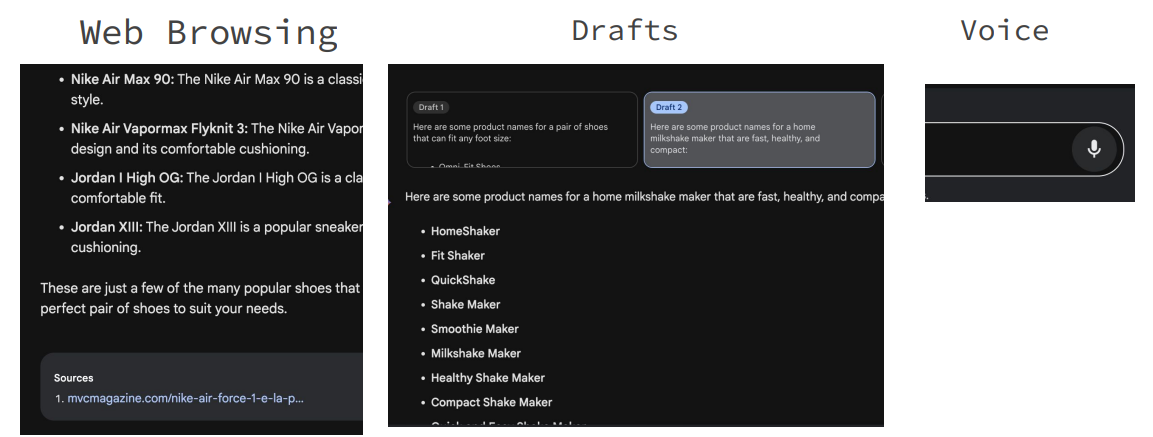 Web Browsing
• Nike Air Max 90: The Nike Air Max 90 is a classi
style.
• Nike Air Vapormax Flyknit 3: The Nike Air Vapor
design and its comfortable cushioning.
• Jordan I High OG: The Jordan I High OG is a cla
comfortable fit.
• Jordan XIII: The Jordan XIII is a popular sneaker
cushioning.
These are just a few of the many popular shoes that
perfect pair of shoes to suit your needs.
Sources
1. mvcmagazine.com/nike-air-force-1-e-la-p...
Drafts
Draft 1
Here are some product names for a pair of shoes
that can fit any foot size:
• Omni-Fit Shoes
Draft 2
Here are some product names for a home
milkshake maker that are fast, healthy, and
compact:
Here are some product names for a home milkshake maker that are fast, healthy, and compa
• HomeShaker
• Fit Shaker
• QuickShake
• Shake Maker
• Smoothie Maker
• Milkshake Maker
• Healthy Shake Maker
• Compact Shake Maker
• Quick and Easy Shake Maker
Voice